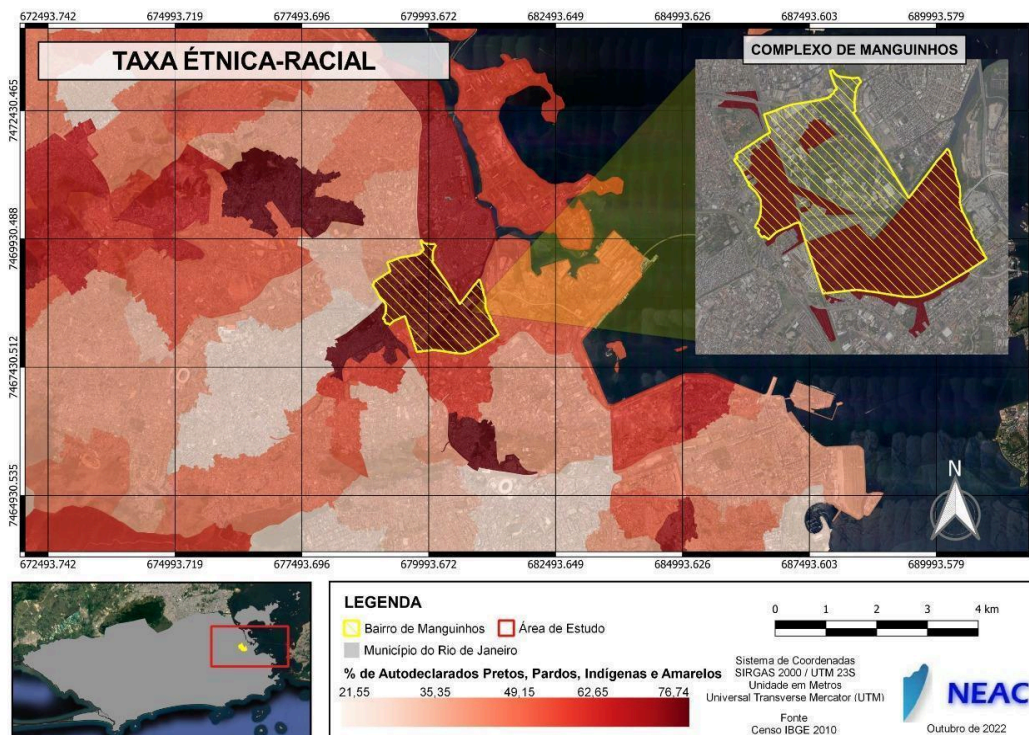 672493.742 674993.719 677493.696 679993.672 682493.649 684993.626 687493.603 689993.579
TAXA ÉTNICA-RACIAL
COMPLEXO DE MANGUINHOS
7472430.465
7469930.488
7467430.512
7464930.535
N
672493.742 674993.719 677493.696 679993.672 682493.649 684993.626 687493.603 689993.579
LEGENDA
Bairro de Manguinhos Área de Estudo
Município do Rio de Janeiro
% de Autodeclarados Pretos, Pardos, Indígenas e Amarelos
21,55 35,35 49,15 62,65 76,74
0 1 2 3 4 km
Sistema de Coordenadas
SIRGAS 2000 / UTM 23S
Unidade em Metros
Universal Transverse Mercator (UTM)
Fonte
Censo IBGE 2010
NEAC
Outubro de 2022